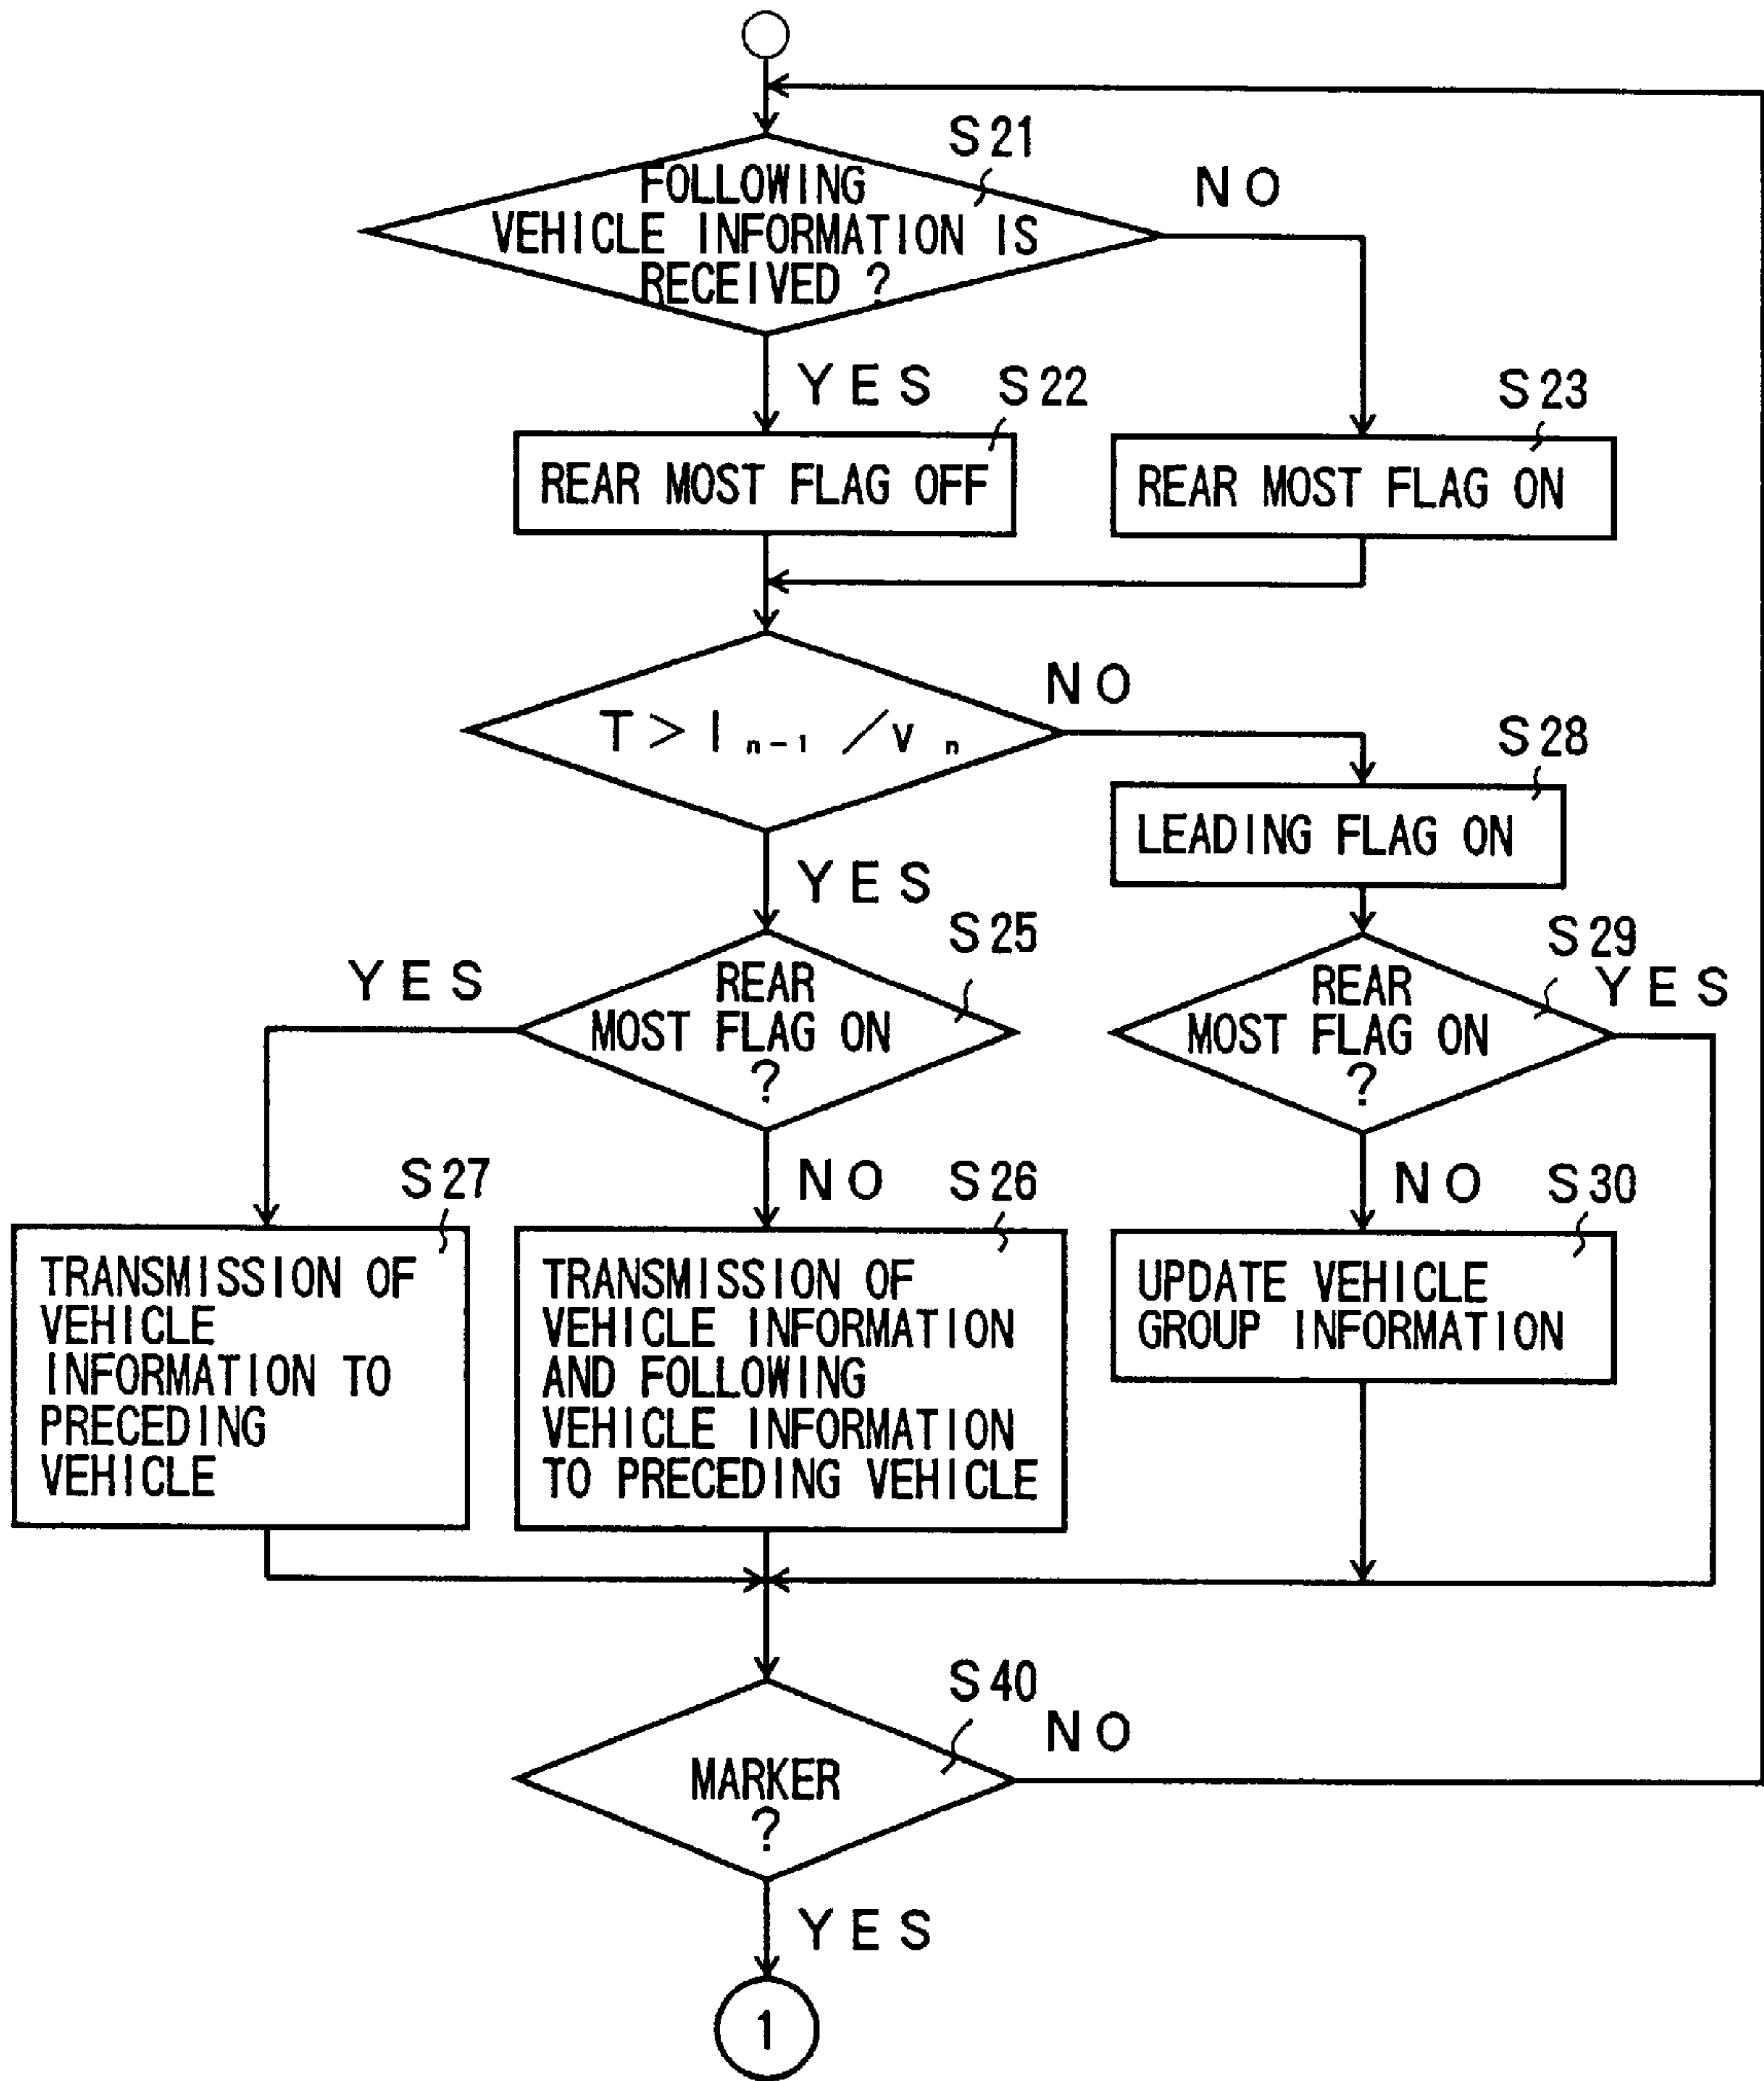 S21
FOLLOWING
VEHICLE INFORMATION IS
RECEIVED ?
NO
YES
S22
S23
REAR MOST FLAG OFF
REAR MOST FLAG ON
T > l n-1 / v n
NO
S28
LEADING FLAG ON
YES
S25
REAR
MOST FLAG ON
?
YES
S29
REAR
MOST FLAG ON
?
YES
S27
NO
S26
NO
S30
TRANSMISSION OF
VEHICLE
INFORMATION TO
PRECEDING
VEHICLE
TRANSMISSION OF
VEHICLE INFORMATION
AND FOLLOWING
VEHICLE INFORMATION
TO PRECEDING VEHICLE
UPDATE VEHICLE
GROUP INFORMATION
S40
MARKER
?
NO
YES
1